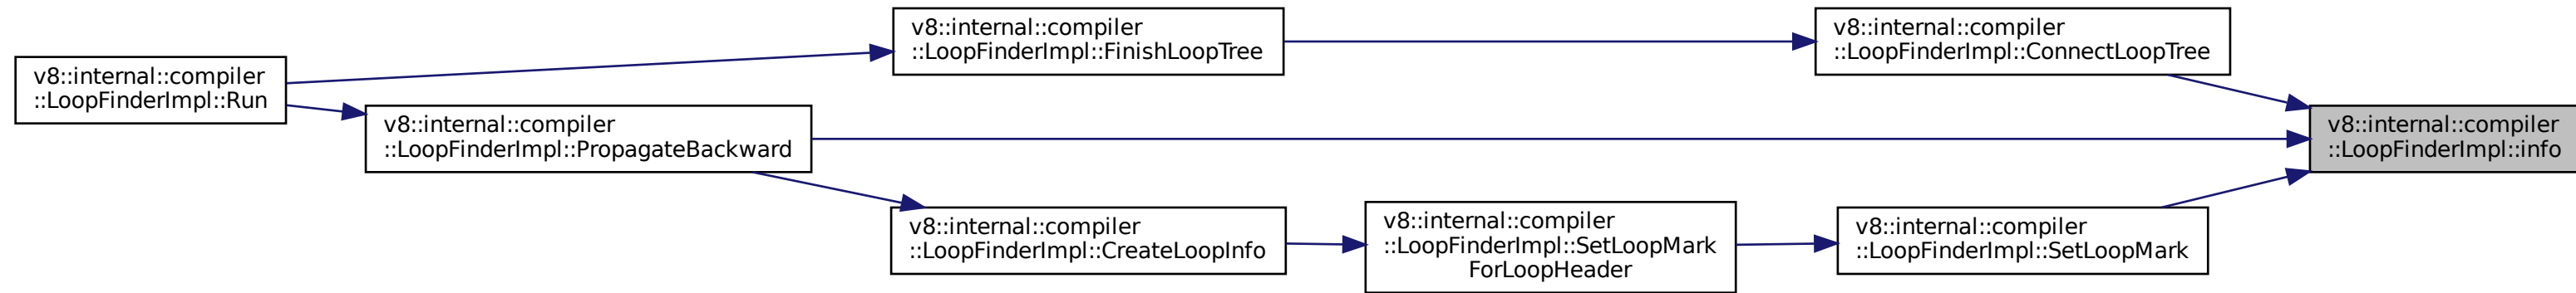 v8::internal::compiler
::LoopFinderImpl::Run
v8::internal::compiler
::LoopFinderImpl::FinishLoopTree
v8::internal::compiler
::LoopFinderImpl::ConnectLoopTree
v8::internal::compiler
::LoopFinderImpl::PropagateBackward
v8::internal::compiler
::LoopFinderImpl::info
v8::internal::compiler
::LoopFinderImpl::CreateLoopInfo
v8::internal::compiler
::LoopFinderImpl::SetLoopMark
ForLoopHeader
v8::internal::compiler
::LoopFinderImpl::SetLoopMark